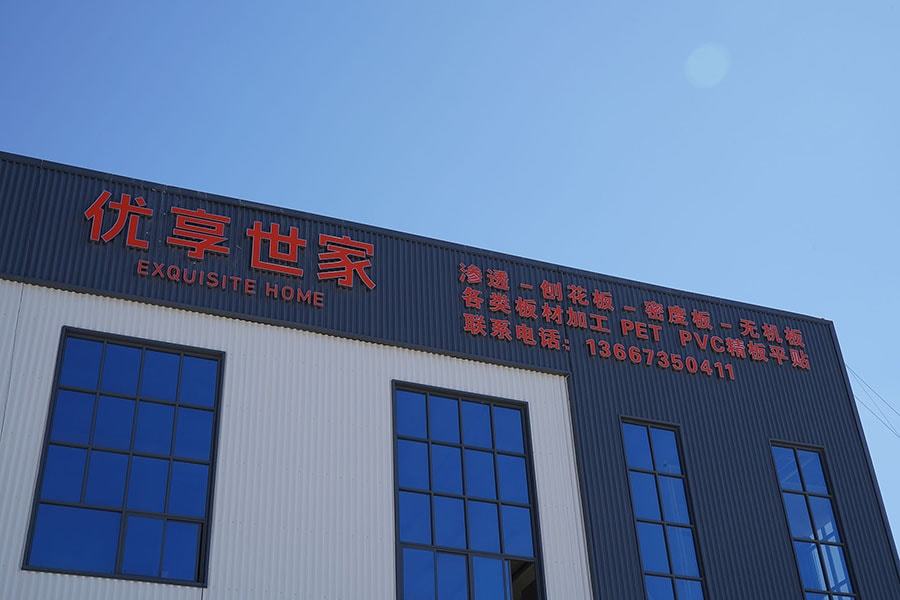 优享世家
EXQUISITE HOME
渗透－刨花板－密度板－无机板
各类板材加工 PET PVC精板平贴
联系电话：13667350411